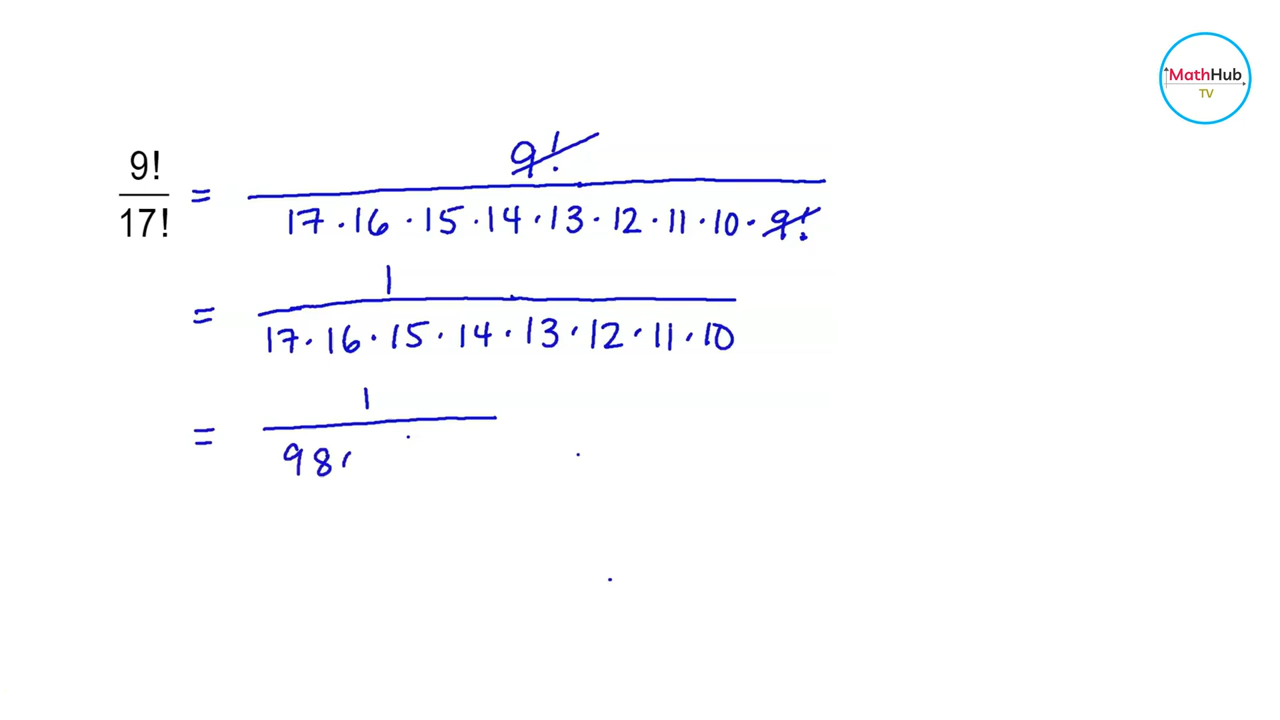 MathHub
TV
9!/17! = 9!/(17 · 16 · 15 · 14 · 13 · 12 · 11 · 10 · 9!)
= 1/(17 · 16 · 15 · 14 · 13 · 12 · 11 · 10)
= 1/98